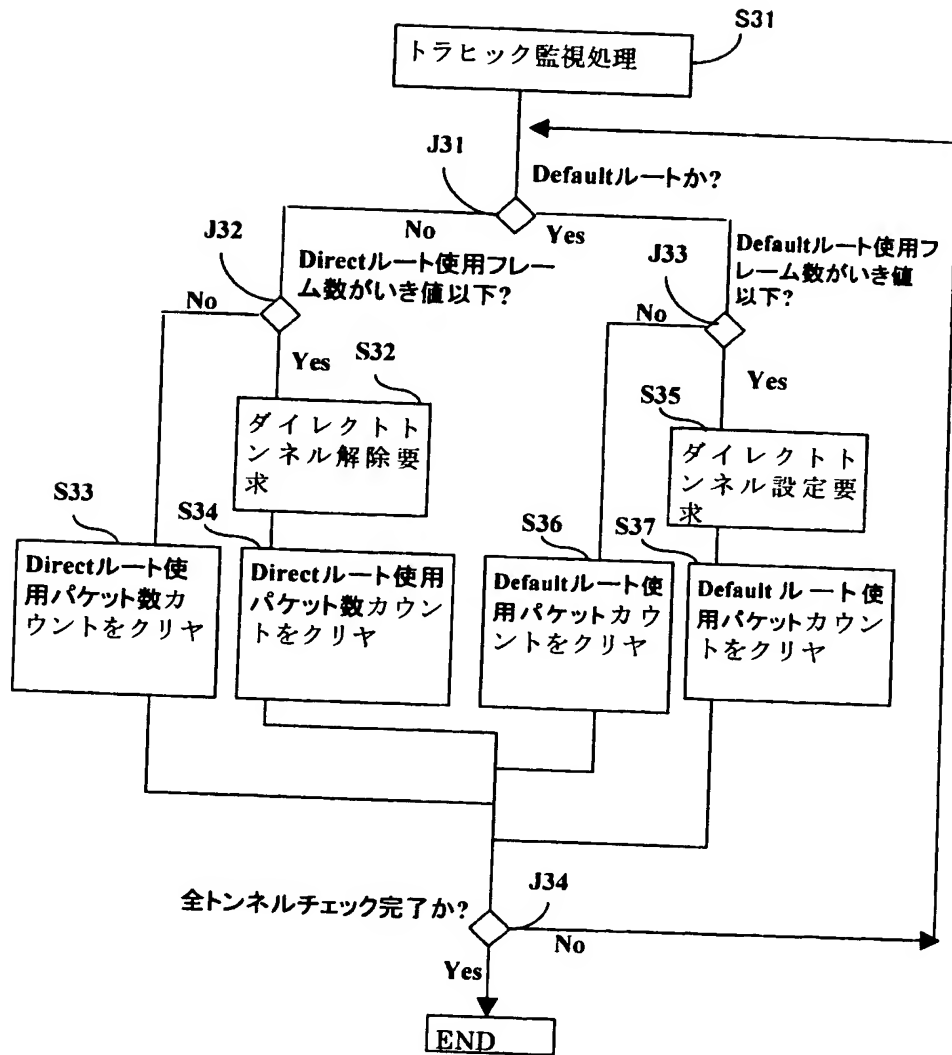 S31
トラヒック監視処理
J31
Defaultルートか?
No
Yes
J32
Directルート使用フレー
ム数がいき値以下?
No
Yes
J33
Defaultルート使用フ
レーム数がいき値
以下?
No
Yes
S32
ダイレクトト
ンネル解除要
求
S35
ダイレクトト
ンネル設定要
求
S33
Directルート使
用パケット数カ
ウントをクリヤ
S34
Directルート使用
パケット数カウン
トをクリヤ
S36
Defaultルート使
用パケットカウ
ントをクリヤ
S37
Default ルート使
用パケットカウン
トをクリヤ
全トンネルチェック完了か?
J34
No
Yes
END